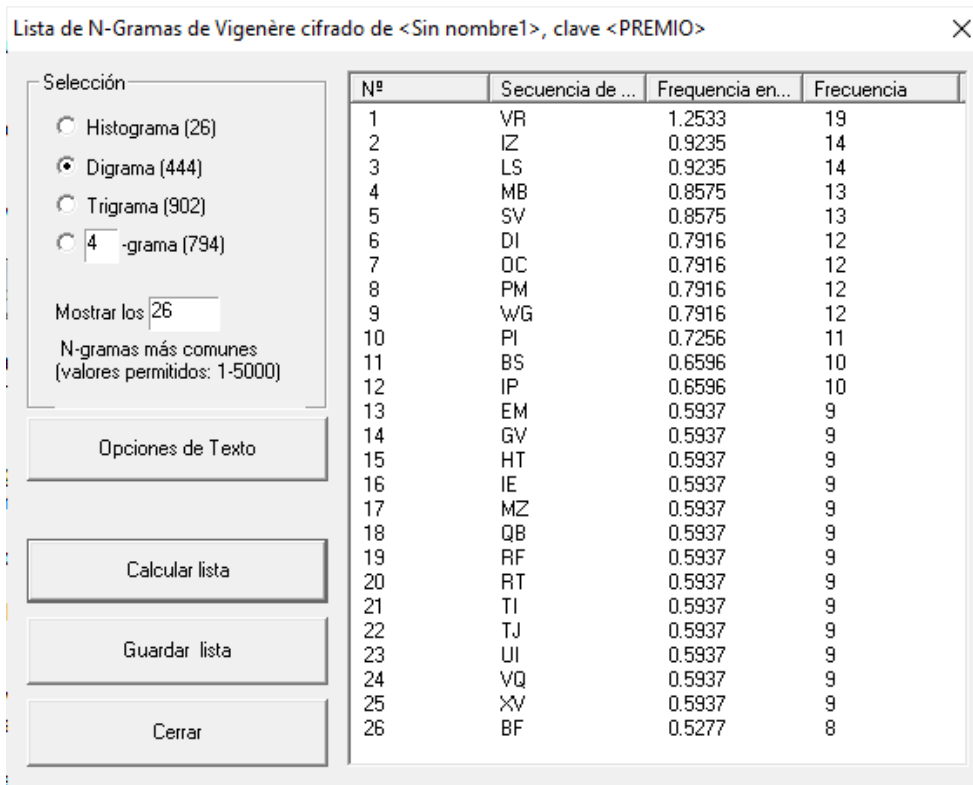 Lista de N-Gramas de Vigenère cifrado de <Sin nombre1>, clave <PREMIO>
Selección
Histograma (26)
Digrama (444)
Trigrama (902)
4 -grama (794)
Mostrar los 26
N-gramas más comunes
(valores permitidos: 1-5000)
Opciones de Texto
Calcular lista
Guardar lista
Cerrar
Nº Secuencia de ... Frequencia en... Frecuencia
1 VR 1.2533 19
2 IZ 0.9235 14
3 LS 0.9235 14
4 MB 0.8575 13
5 SV 0.8575 13
6 DI 0.7916 12
7 OC 0.7916 12
8 PM 0.7916 12
9 WG 0.7916 12
10 PI 0.7256 11
11 BS 0.6596 10
12 IP 0.6596 10
13 EM 0.5937 9
14 GV 0.5937 9
15 HT 0.5937 9
16 IE 0.5937 9
17 MZ 0.5937 9
18 QB 0.5937 9
19 RF 0.5937 9
20 RT 0.5937 9
21 TI 0.5937 9
22 TJ 0.5937 9
23 UI 0.5937 9
24 VQ 0.5937 9
25 XV 0.5937 9
26 BF 0.5277 8